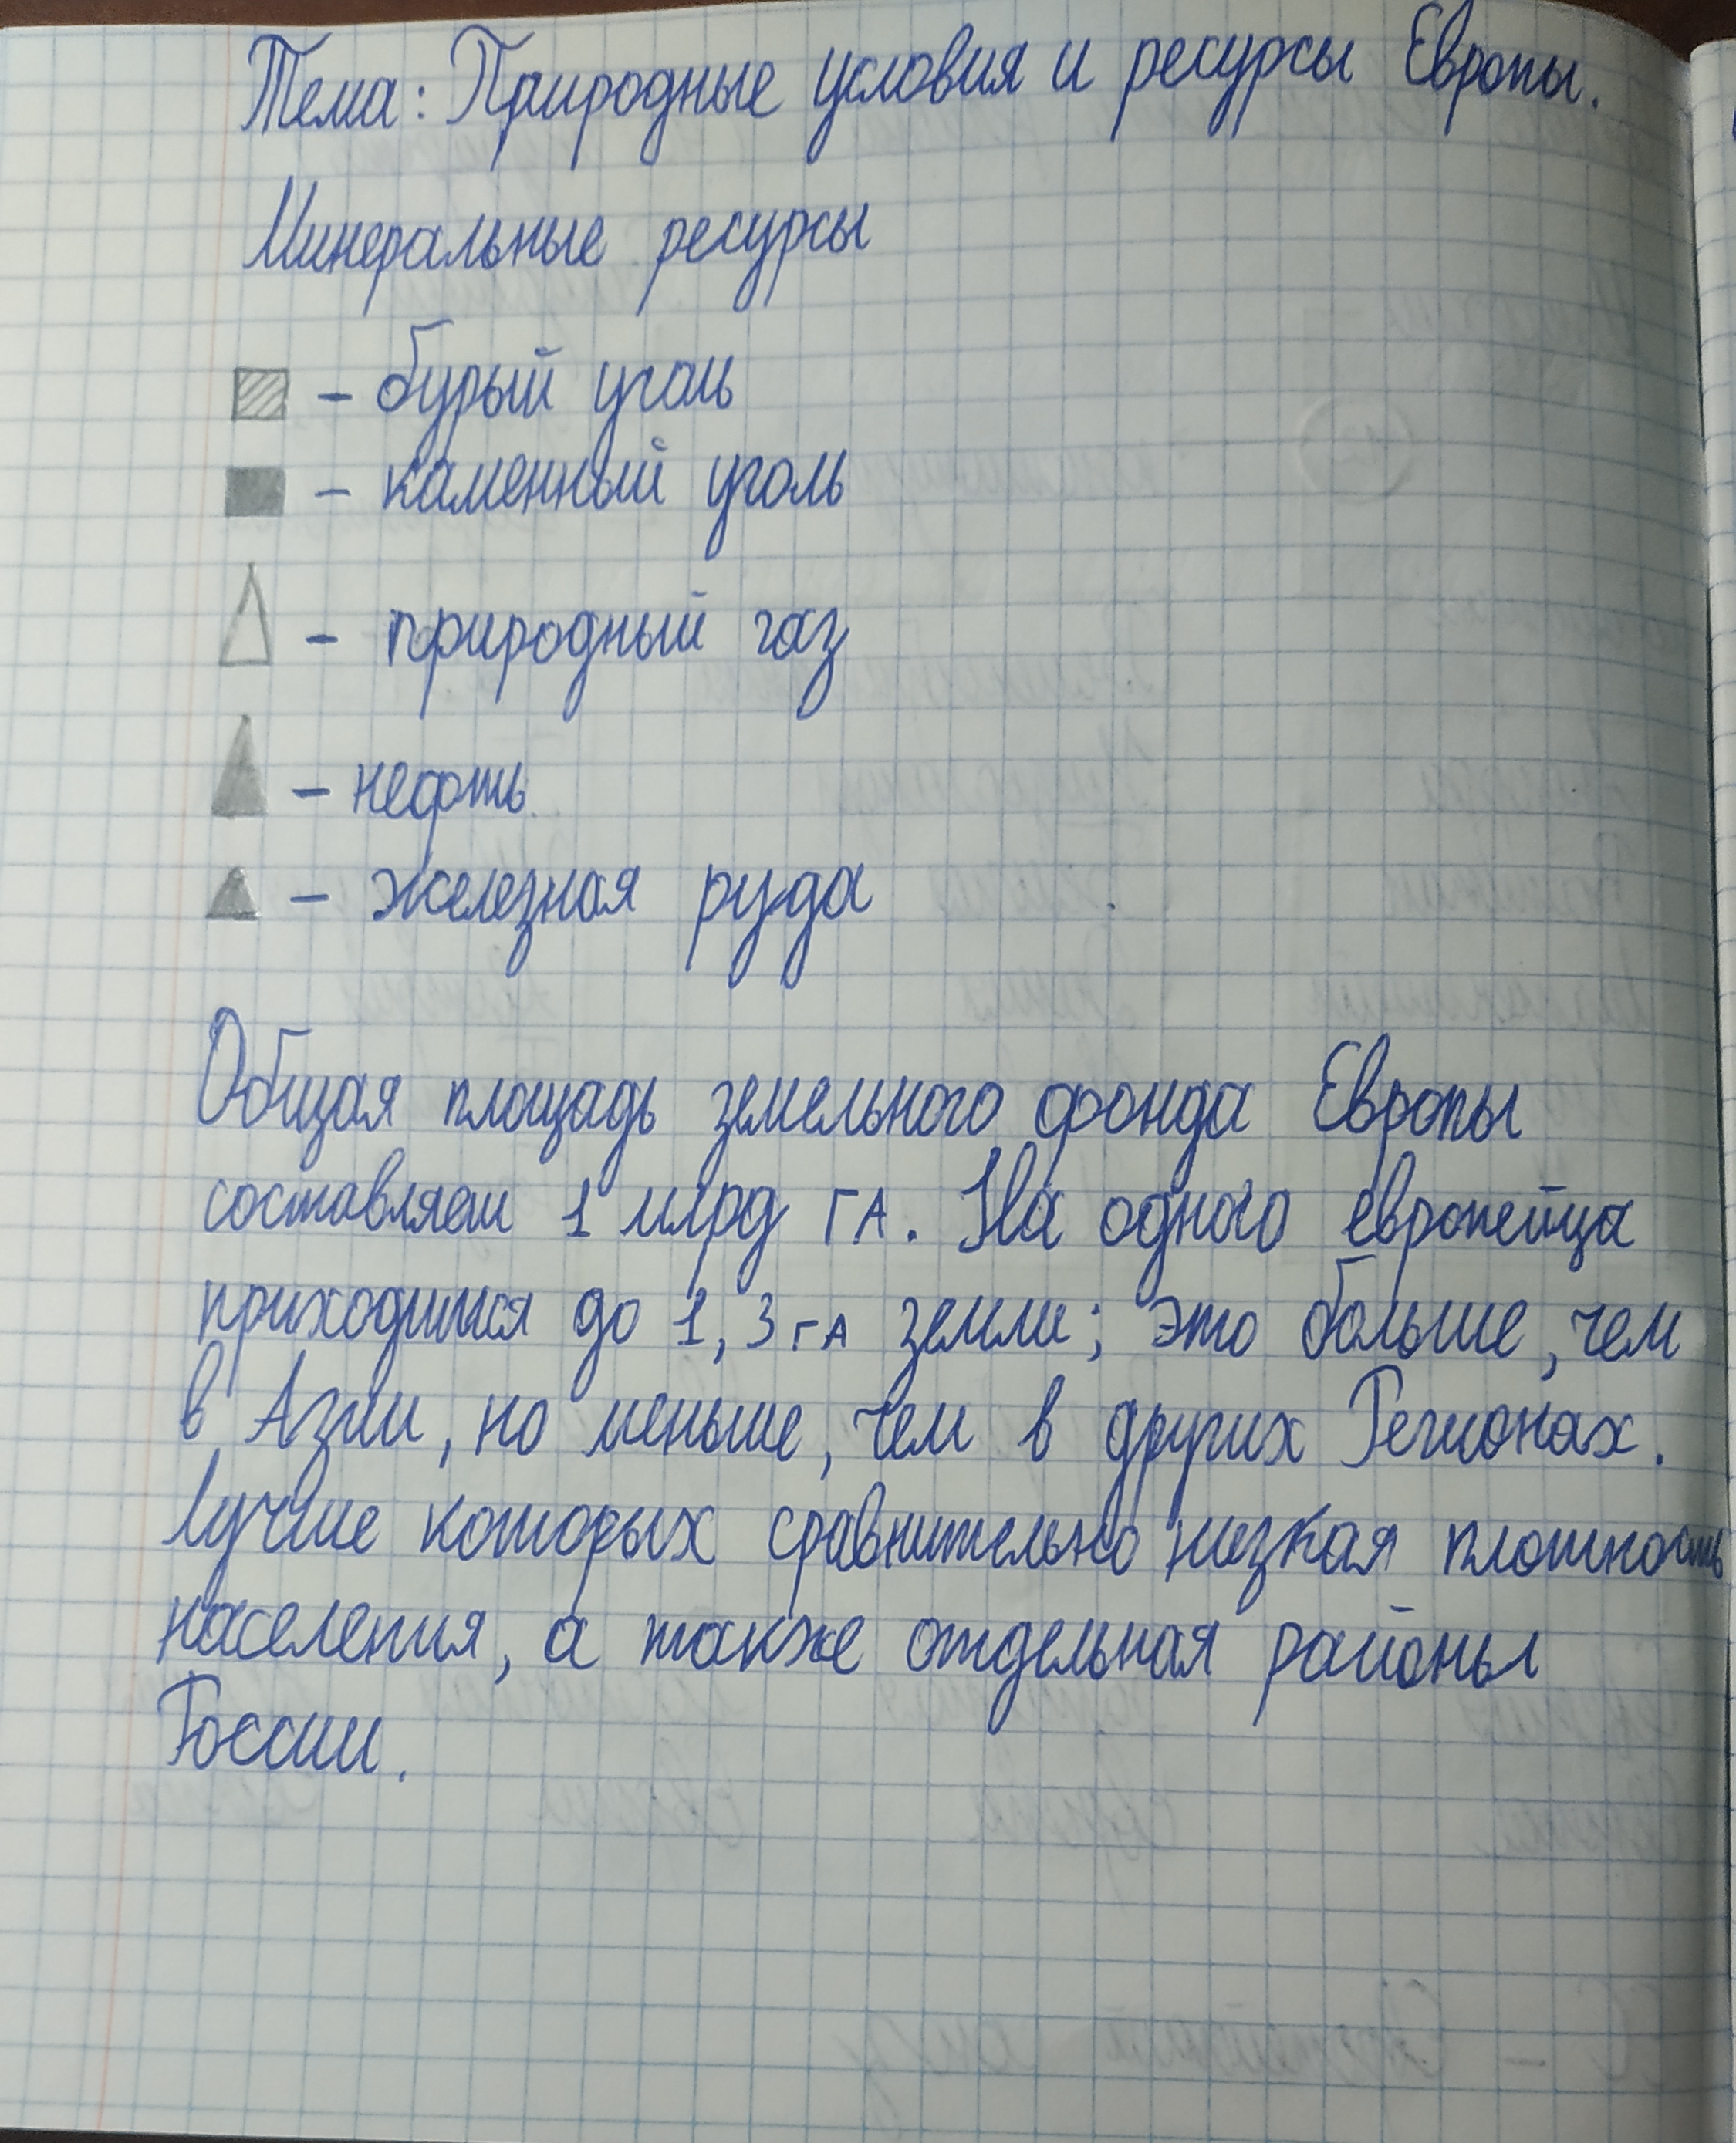 Тема: Природные условия и ресурсы Европы.
Минеральные ресурсы
– бурый уголь
– каменный уголь
– природный газ
– нефть
– железная руда
Общая площадь земельного фонда Европы
составляет 1 млрд ГА. На одного европейца
приходится до 1,3 га земли; это больше, чем
в Азии, но меньше, чем в других Регионах.
Лучше которых сравнительно низкая плотность
населения, а также отдельная районы
России.